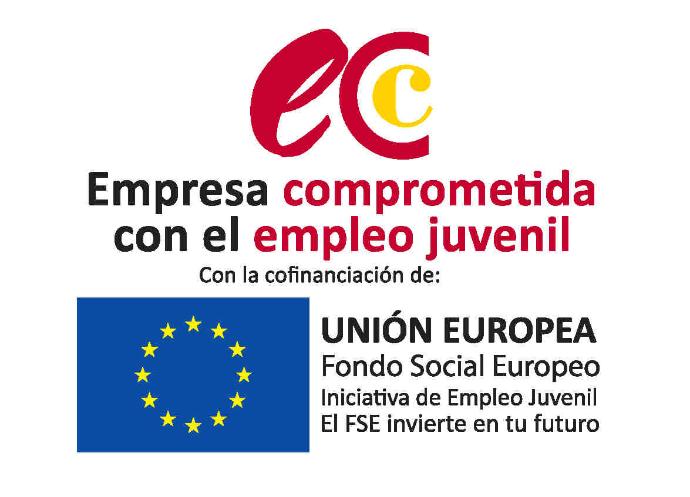 ecc
Empresa comprometida
con el empleo juvenil
Con la cofinanciación de:
UNIÓN EUROPEA
Fondo Social Europeo
Iniciativa de Empleo Juvenil
El FSE invierte en tu futuro